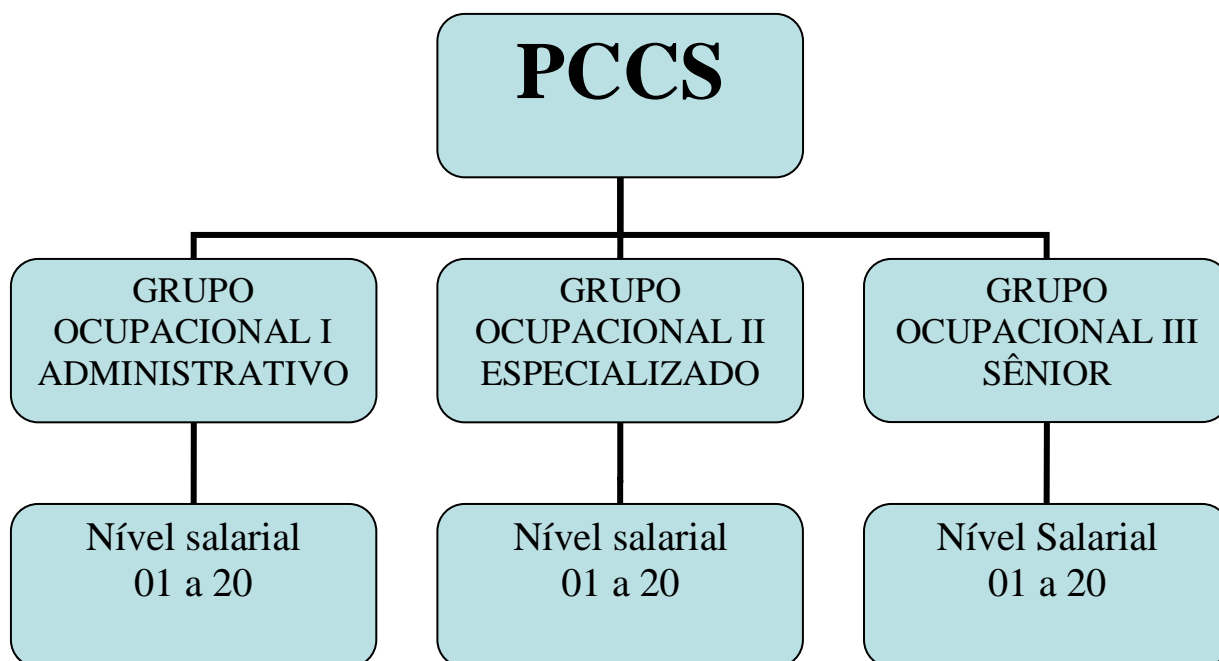 PCCS
GRUPO
OCUPACIONAL I
ADMINISTRATIVO
GRUPO
OCUPACIONAL II
ESPECIALIZADO
GRUPO
OCUPACIONAL III
SÊNIOR
Nível salarial
01 a 20
Nível salarial
01 a 20
Nível Salarial
01 a 20